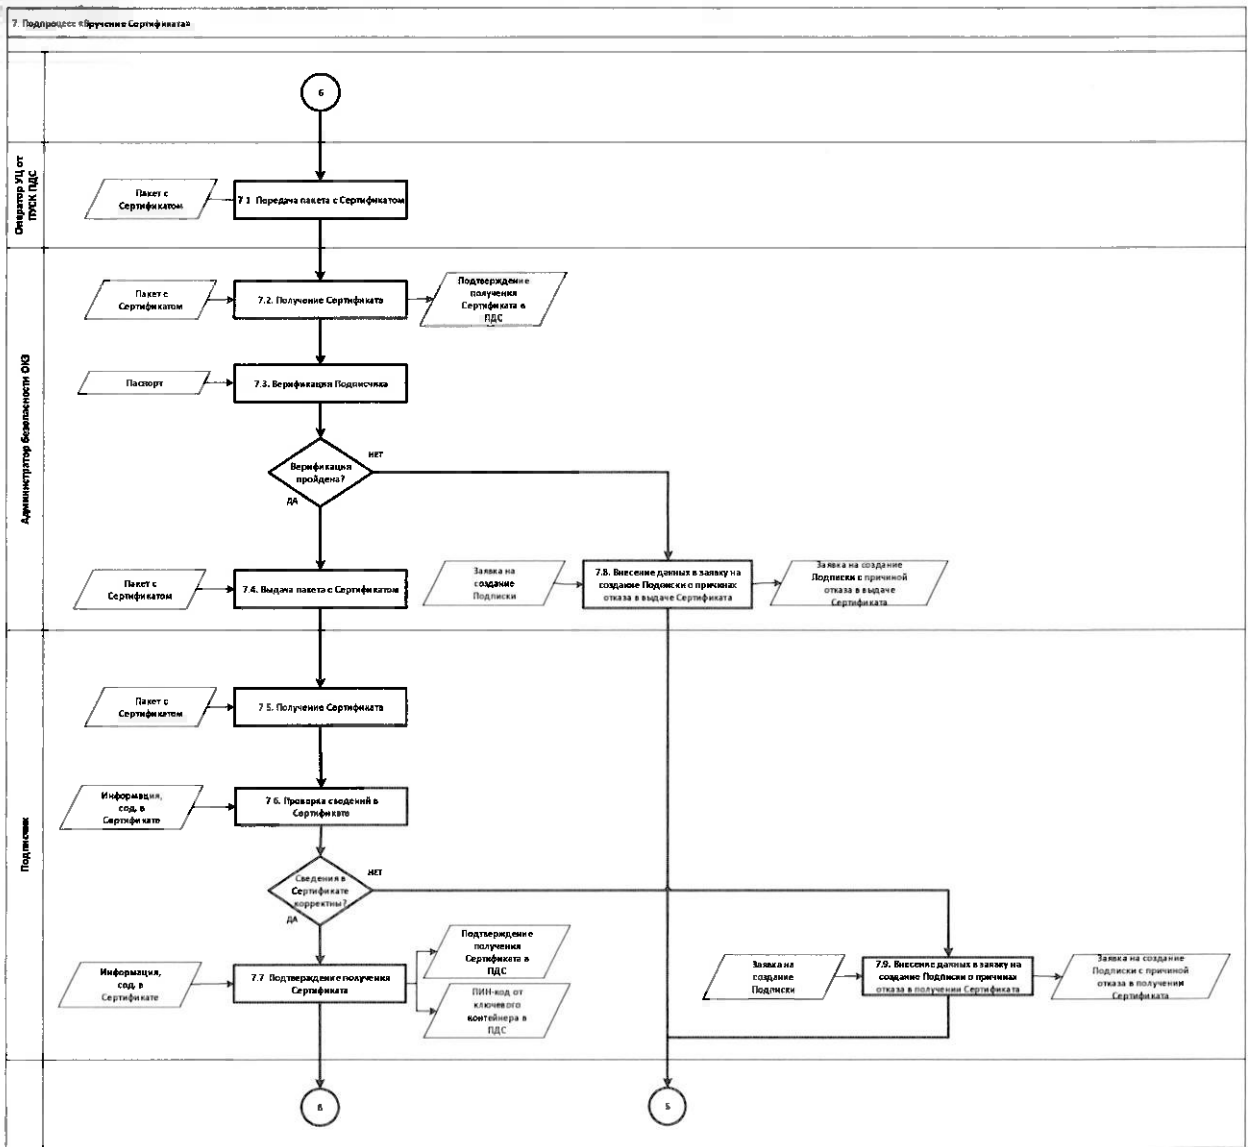 7. Подпроцесс «Вручение Сертификата»
6
Оператор УЦ от
ПУСК ПДС
Пакет с
Сертификатом
7.1 Передача пакета с Сертификатом
Администратор безопасности ОКЗ
Пакет с
Сертификатом
7.2. Получение Сертификата
Подтверждение
получения
Сертификата в
ПДС
Паспорт
7.3. Верификация Подписчика
Верификация
пройдена?
НЕТ
ДА
Пакет с
Сертификатом
7.4. Выдача пакета с Сертификатом
Заявка на
создание
Подписки
7.8. Внесение данных в заявку на
создание Подписки о причинах
отказа в выдаче Сертификата
Заявка на создание
Подписки с причиной
отказа в выдаче
Сертификата
Подписчик
Пакет с
Сертификатом
7 5. Получение Сертификата
Информация,
сод. в
Сертификате
7 6. Проверка сведений в
Сертификате
Сведения в
Сертификате
корректны?
НЕТ
ДА
Информация,
сод. в
Сертификате
7.7 Подтверждение получения
Сертификата
Подтверждение
получения
Сертификата в
ПДС
ПИН-код от
ключевого
контейнера в
ПДС
Заявка на
создание
Подписки
7.9. Внесение данных в заявку на
создание Подписки о причинах
отказа в получении Сертификата
Заявка на создание
Подписки с причиной
отказа в получении
Сертификата
5